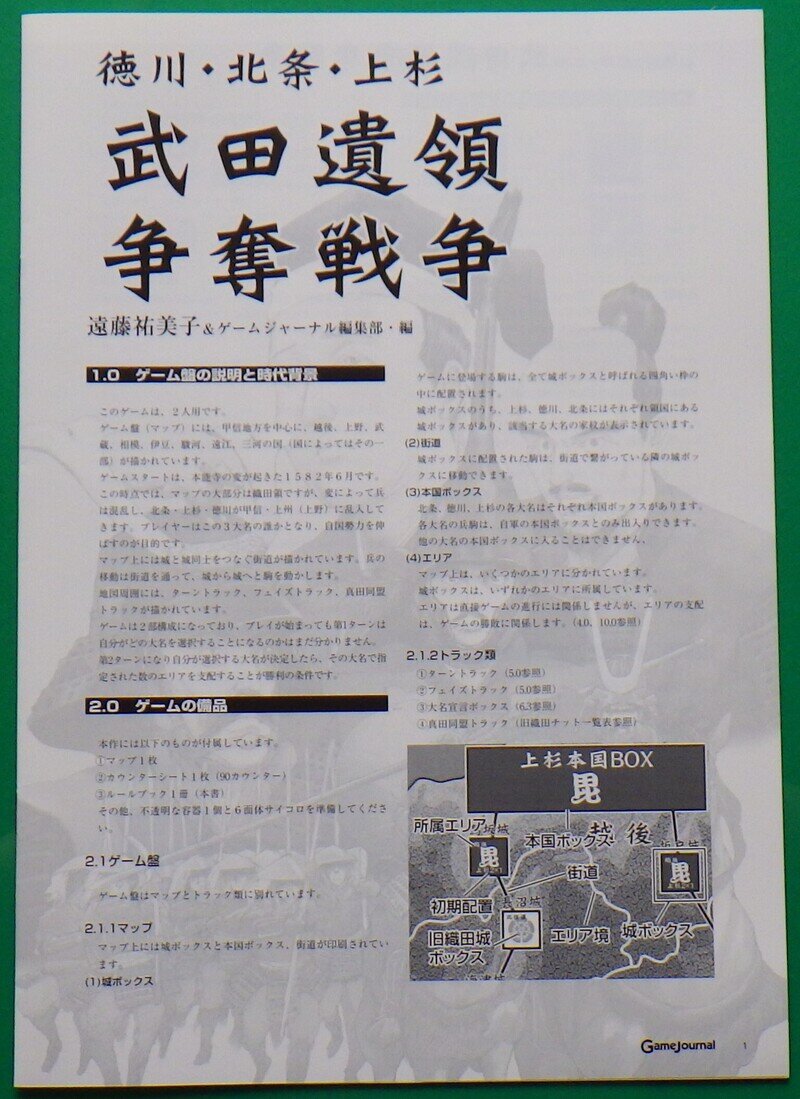 徳川・北条・上杉
武田遺領
争奪戦争
遠藤祐美子&ゲームジャーナル編集部・編
1.0 ゲーム盤の説明と時代背景
このゲームは、2人用です。
ゲーム盤(マップ)には、甲信地方を中心に、越後、上野、武
蔵、相模、伊豆、駿河、遠江、三河の国(国によってはその一
部)が描かれています。
ゲームスタートは、本能寺の変が起きた1582年6月です。
この時点では、マップの大部分は織田領ですが、変によって兵
は混乱し、北条・上杉・徳川が甲信・上州(上野)に乱入して
きます。プレイヤーはこの3大名の誰かとなり、自国勢力を伸
ばすのが目的です。
マップ上には城と城同士をつなぐ街道が描かれています。兵の
移動は街道を通って、城から城へと駒を動かします。
地図周囲には、ターントラック、フェイズトラック、真田同盟
トラックが描かれています。
ゲームは2部構成になっており、プレイが始まっても第1ターンは
自分がどの大名を選択することになるのかはまだ分かりません。
第2ターンになり自分が選択する大名が決定したら、その大名で指
定された数のエリアを支配することが勝利の条件です。
2.0 ゲームの備品
本作には以下のものが付属しています。
①マップ1枚
②カウンターシート1枚(90カウンター)
③ルールブック1冊(本書)
その他、不透明な容器1個と6面体サイコロを準備してくださ
い。
2.1ゲーム盤
ゲーム盤はマップとトラック類に別れています。
2.1.1マップ
マップ上には城ボックスと本国ボックス、街道が印刷されてい
ます。
(1)城ボックス
ゲームに登場する駒は、全て城ボックスと呼ばれる四角い枠の
中に配置されます。
城ボックスのうち、上杉、徳川、北条にはそれぞれ領国にある
城ボックスがあり、該当する大名の家紋が表示されています。
(2)街道
城ボックスに配置された駒は、街道で繋がっている隣の城ボッ
クスに移動できます。
(3)本国ボックス
北条、徳川、上杉の各大名はそれぞれ本国ボックスがあります。
各大名の兵駒は、自軍の本国ボックスとのみ出入りできます。
他の大名の本国ボックスに入ることはできません。
(4)エリア
マップ上は、いくつかのエリアに分かれています。
城ボックスは、いずれかのエリアに所属しています。
エリアは直接ゲームの進行には関係しませんが、エリアの支配
は、ゲームの勝敗に関係します。(4.0、10.0参照)
2.1.2トラック類
①ターントラック(5.0参照)
②フェイズトラック(5.0参照)
③大名宣言ボックス(6.3参照)
④真田同盟トラック(旧織田チット一覧表参照)
上杉本国BOX
毘
所属エリア
本国ボックス
越後
毘
街道
毘
初期配置
長沼城
旧織田城
ボックス
エリア境
城ボックス
GameJournal
1